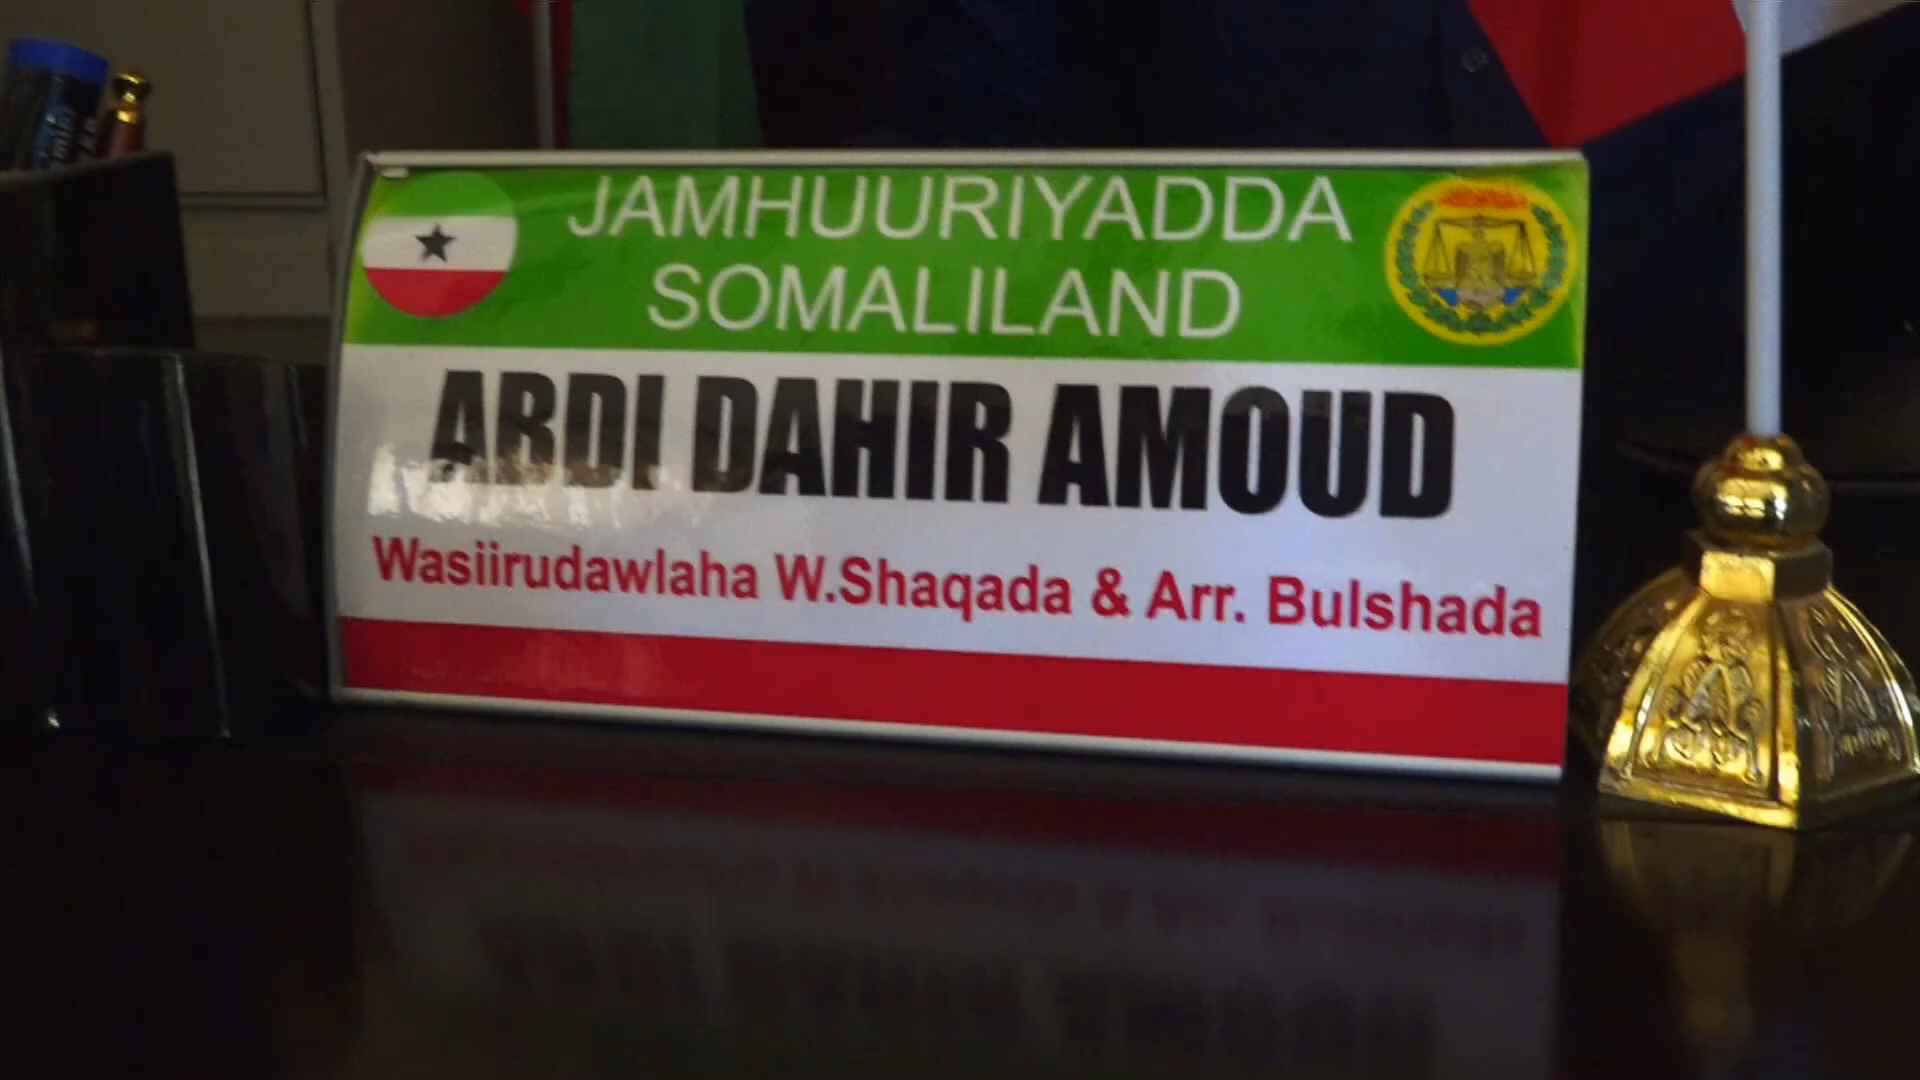 JAMHUURIYADDA
SOMALILAND
ABDI DAHIR AMOUD
Wasiirudawlaha W.Shaqada & Arr. Bulshada